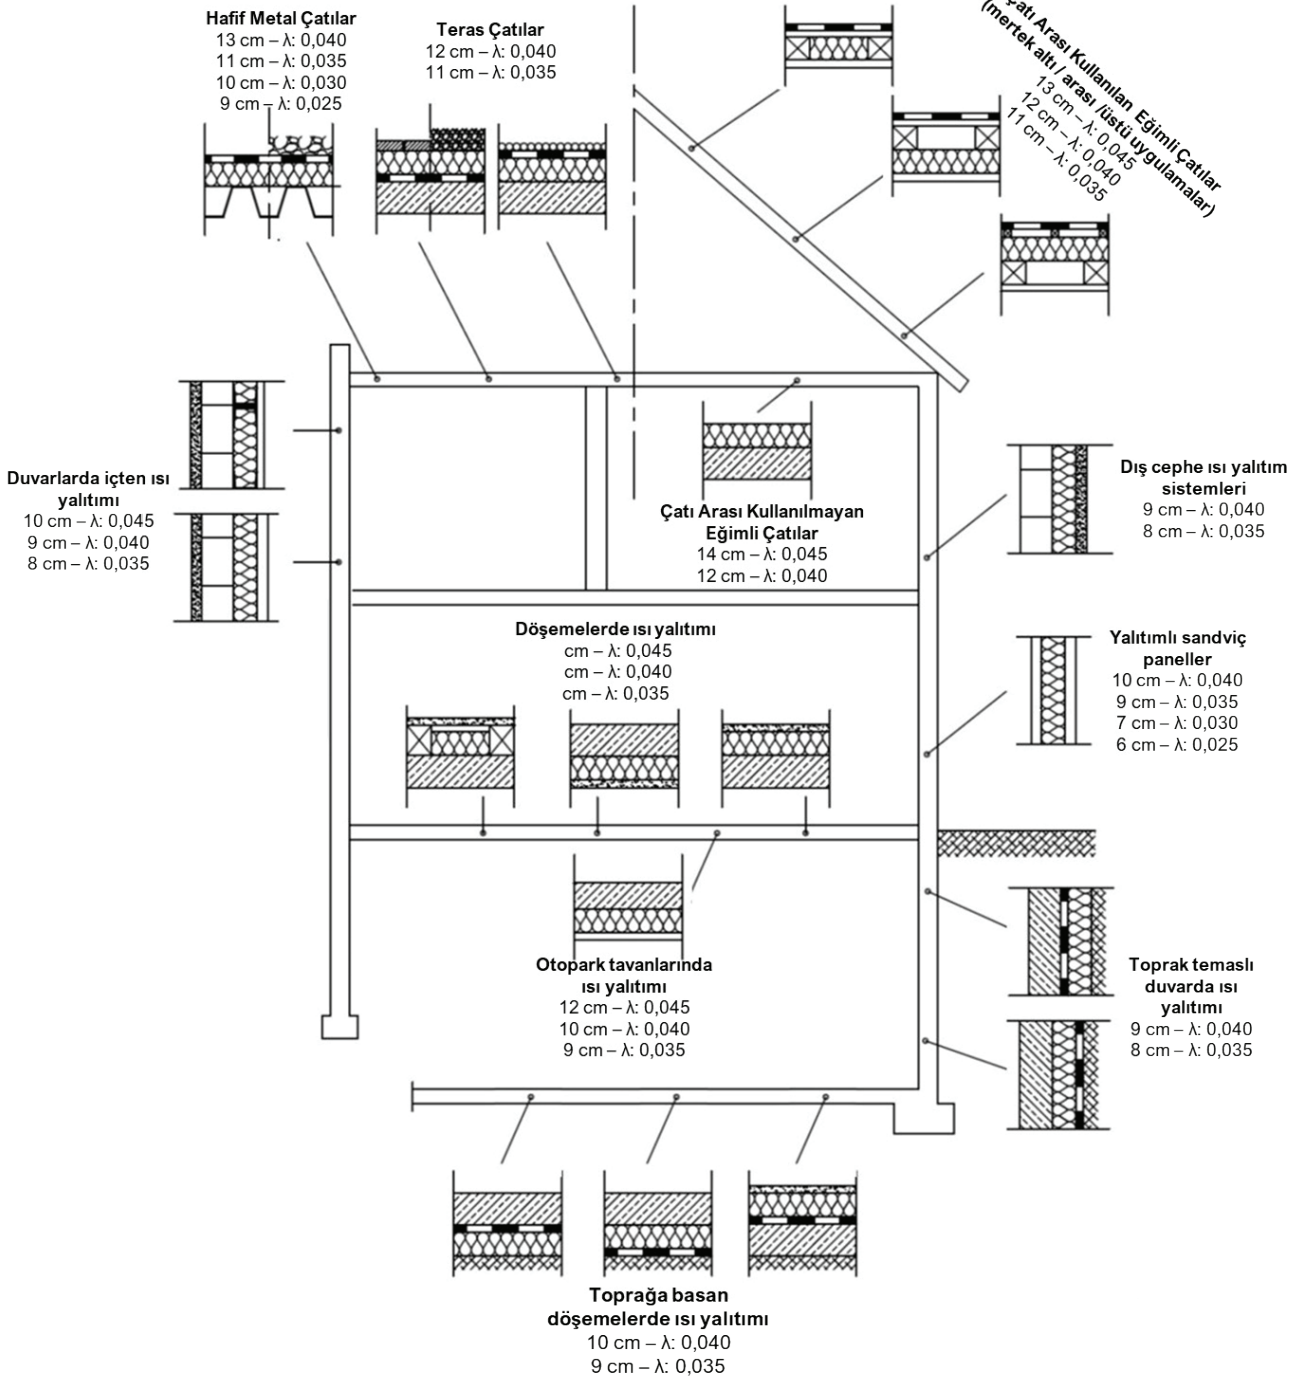 Hafif Metal Çatılar
13 cm – λ: 0,040
11 cm – λ: 0,035
10 cm – λ: 0,030
9 cm – λ: 0,025
Teras Çatılar
12 cm – λ: 0,040
11 cm – λ: 0,035
Çatı Arası Kullanılan Eğimli Çatılar
(mertek altı / arası /üstü uygulamalar)
13 cm – λ: 0,045
12 cm – λ: 0,040
11 cm – λ: 0,035
Duvarlarda içten ısı
yalıtımı
10 cm – λ: 0,045
9 cm – λ: 0,040
8 cm – λ: 0,035
Çatı Arası Kullanılmayan
Eğimli Çatılar
14 cm – λ: 0,045
12 cm – λ: 0,040
Dış cephe ısı yalıtım
sistemleri
9 cm – λ: 0,040
8 cm – λ: 0,035
Döşemelerde ısı yalıtımı
cm – λ: 0,045
cm – λ: 0,040
cm – λ: 0,035
Yalıtımlı sandviç
paneller
10 cm – λ: 0,040
9 cm – λ: 0,035
7 cm – λ: 0,030
6 cm – λ: 0,025
Otopark tavanlarında
ısı yalıtımı
12 cm – λ: 0,045
10 cm – λ: 0,040
9 cm – λ: 0,035
Toprak temaslı
duvarda ısı
yalıtımı
9 cm – λ: 0,040
8 cm – λ: 0,035
Toprağa basan
döşemelerde ısı yalıtımı
10 cm – λ: 0,040
9 cm – λ: 0,035